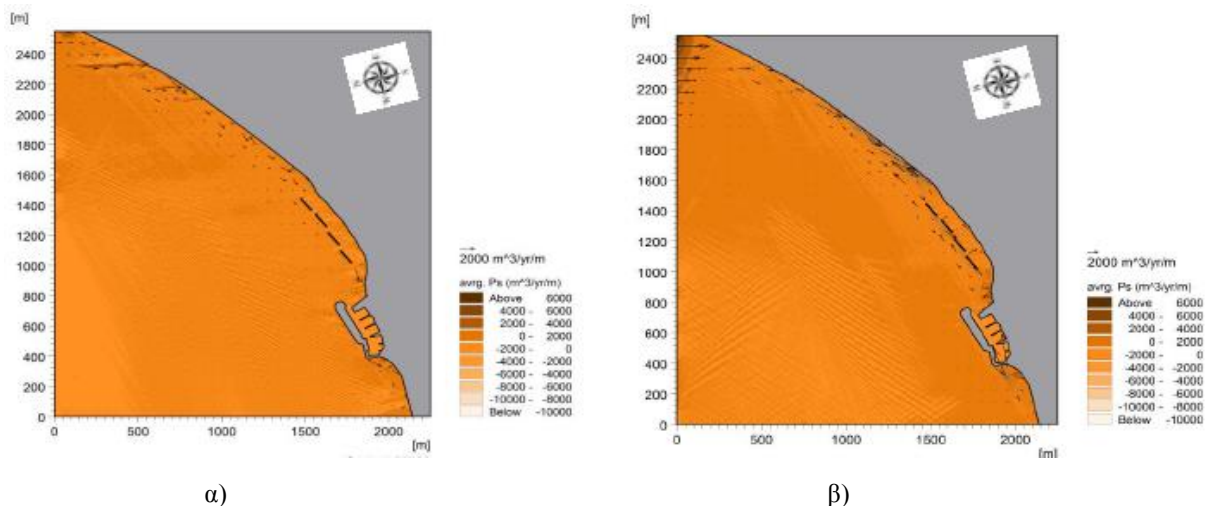 [m]
2400
2200
2000
1800
1600
1400
1200
1000
800
600
400
200
0
0 500 1000 1500 2000
[m]
2000 m^3/yr/m
avrg. Ps (m^3/yr/m)
Above 6000
4000 - 6000
2000 - 4000
0 - 2000
-2000 - 0
-4000 - -2000
-6000 - -4000
-8000 - -6000
-10000 - -8000
Below -10000
α)
[m]
2400
2200
2000
1800
1600
1400
1200
1000
800
600
400
200
0
0 500 1000 1500 2000
[m]
2000 m^3/yr/m
avrg. Ps (m^3/yr/m)
Above 6000
4000 - 6000
2000 - 4000
0 - 2000
-2000 - 0
-4000 - -2000
-6000 - -4000
-8000 - -6000
-10000 - -8000
Below -10000
β)